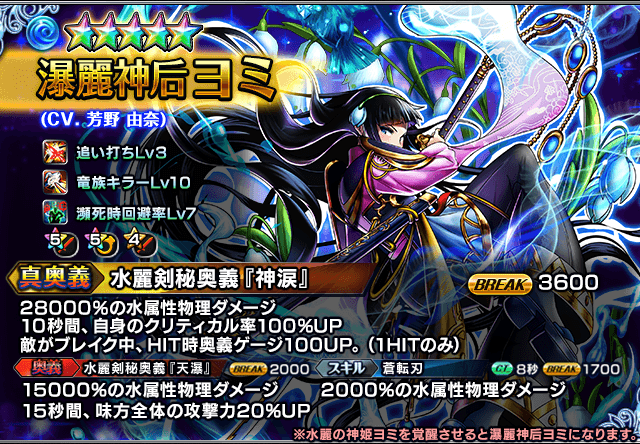 瀑麗神后ヨミ
(CV. 芳野 由奈)
追い打ちLv3
竜族キラーLv10
瀕死時回避率Lv7
5 5 4
真奥義 水麗剣秘奥義『神涙』 BREAK 3600
28000%の水属性物理ダメージ
10秒間、自身のクリティカル率100%UP
敵がブレイク中、HIT時奥義ゲージ100UP。(1HITのみ)
奥義 水麗剣秘奥義『天瀑』 BREAK 2000 スキル 蒼転刃 CT 8秒 BREAK 1700
15000%の水属性物理ダメージ 2000%の水属性物理ダメージ
15秒間、味方全体の攻撃力20%UP
※水麗の神姫ヨミを覚醒させると瀑麗神后ヨミになります。